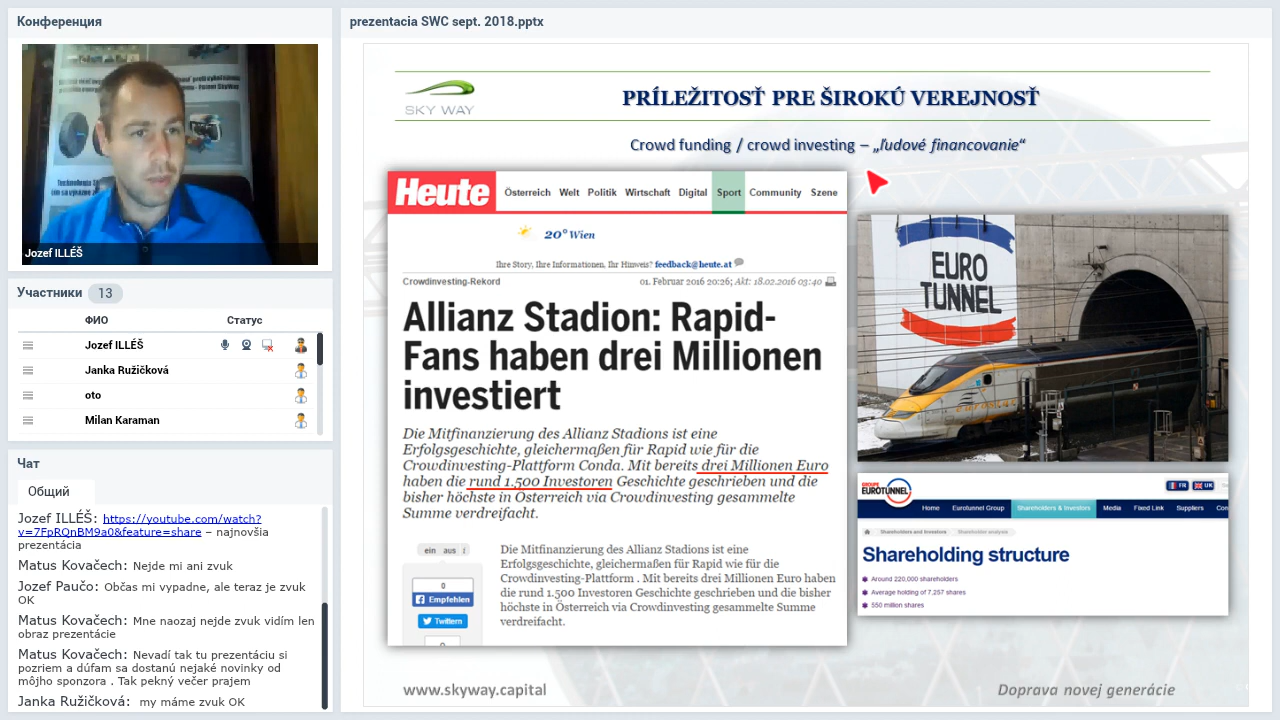 Конференция
Jozef ILLÉŠ
Участники 13
ФИО Статус
Jozef ILLÉŠ
Janka Ružičková
oto
Milan Karaman
Чат
Общий
Jozef ILLÉŠ: https://youtube.com/watch?
v=7FpRQnBM9a0&feature=share – najnovšia
prezentácia
Matus Kovačech: Nejde mi ani zvuk
Jozef Paučo: Občas mi vypadne, ale teraz je zvuk
OK
Matus Kovačech: Mne naozaj nejde zvuk vidím len
obraz prezentácie
Matus Kovačech: Nevadí tak tu prezentáciu si
pozriem a dúfam sa dostanú nejaké novinky od
môjho sponzora . Tak pekný večer prajem
Janka Ružičková: my máme zvuk OK
prezentacia SWC sept. 2018.pptx
SKY WAY
PRÍLEŽITOSŤ PRE ŠIROKÚ VEREJNOSŤ
Crowd funding / crowd investing – „ľudové financovanie“
Heute Österreich Welt Politik Wirtschaft Digital Sport Community Szene
20° Wien
Ihre Story, Ihre Informationen, Ihr Hinweis? feedback@heute.at
Crowdinvesting-Rekord 01. Februar 2016 20:26; Akt: 18.02.2016 03:40
Allianz Stadion: Rapid-
Fans haben drei Millionen
investiert
Die Mitfinanzierung des Allianz Stadions ist eine
Erfolgsgeschichte, gleichermaßen für Rapid wie für die
Crowdinvesting-Plattform Conda. Mit bereits drei Millionen Euro
haben die rund 1.500 Investoren Geschichte geschrieben und die
bisher höchste in Österreich via Crowdinvesting gesammelte
Summe verdreifacht.
ein aus i
0
Empfehlen
Twittern
0
Die Mitfinanzierung des Allianz Stadions ist eine
Erfolgsgeschichte, gleichermaßen für Rapid wie für die
Crowdinvesting-Plattform . Mit bereits drei Millionen Euro haben
die rund 1.500 Investoren Geschichte geschrieben und die bisher
höchste in Österreich via Crowdinvesting gesammelte Summe
verdreifacht.
EURO
TUNNEL
GROUPE
EUROTUNNEL
FR UK
Home Eurotunnel Group Shareholders & Investors Media Fixed Link Suppliers
Shareholders and Investors Shareholder analysis
Shareholding structure
Around 220,000 shareholders
Average holding of 7,257 shares
550 million shares
www.skyway.capital
Doprava novej generácie